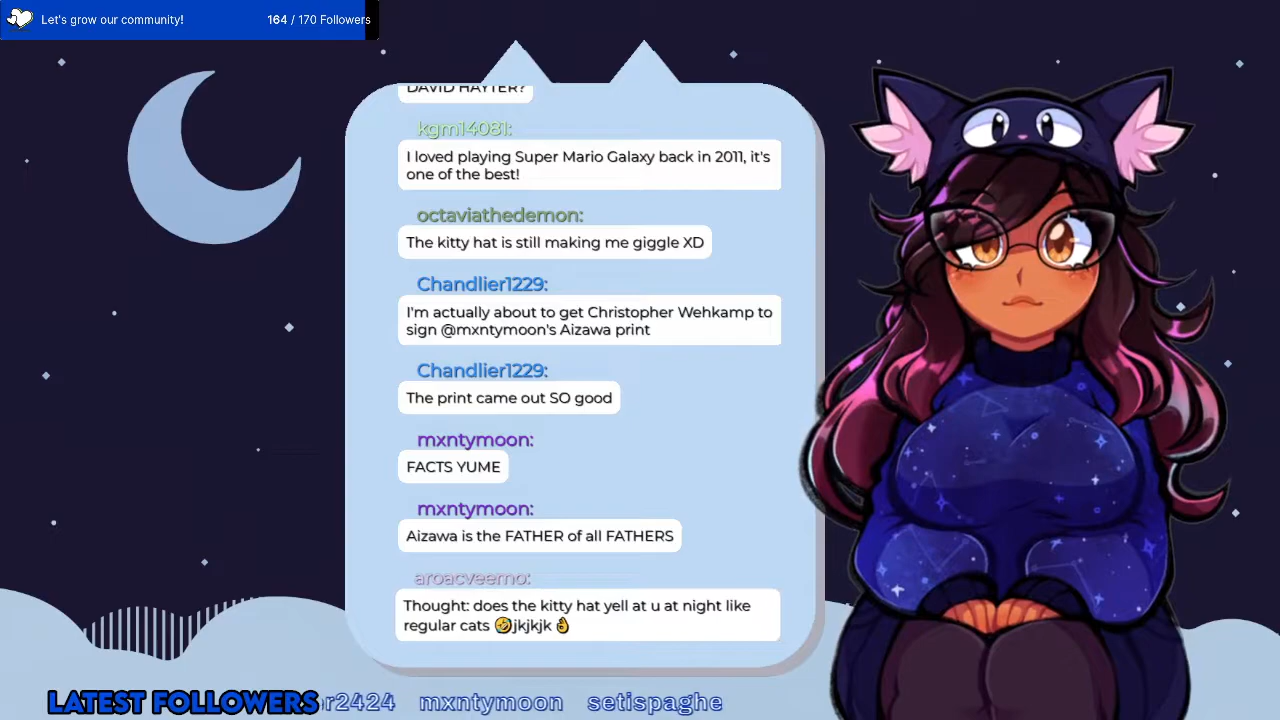 Let's grow our community!
164 / 170 Followers
DAVID HAYTER?
kgm14081:
I loved playing Super Mario Galaxy back in 2011, it's
one of the best!
octaviathedemon:
The kitty hat is still making me giggle XD
Chandlier1229:
I'm actually about to get Christopher Wehkamp to
sign @mxntymoon's Aizawa print
Chandlier1229:
The print came out SO good
mxntymoon:
FACTS YUME
mxntymoon:
Aizawa is the FATHER of all FATHERS
aroacveemo:
Thought: does the kitty hat yell at u at night like
regular cats 🤣jkjkjk👌
LATEST FOLLOWERS
r2424 mxntymoon setispaghe